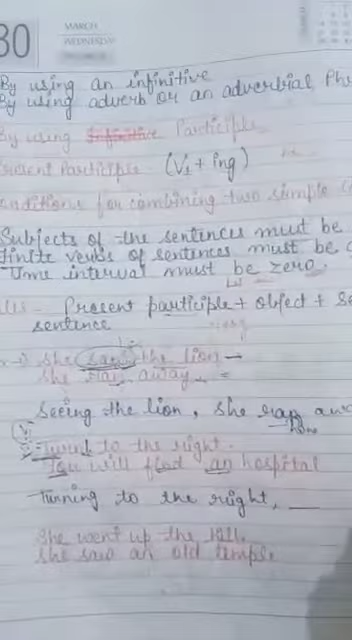 30
MARCH
WEDNESDAY
By using an infinitive
By using adverb or an adverbial Phr
By using Participle
Present Participle (V1 + ing)
Conditions for combining two simple
Subjects of the sentences must be
finite verbs of sentences must be
Time interval must be zero.
Present participle + object +
sentence
She saw the lion
She ran away
Seeing the lion, she ran aw
Turn to the right.
You will find an hospital
Turning to the right, __
She went up the hill.
She saw an old temple